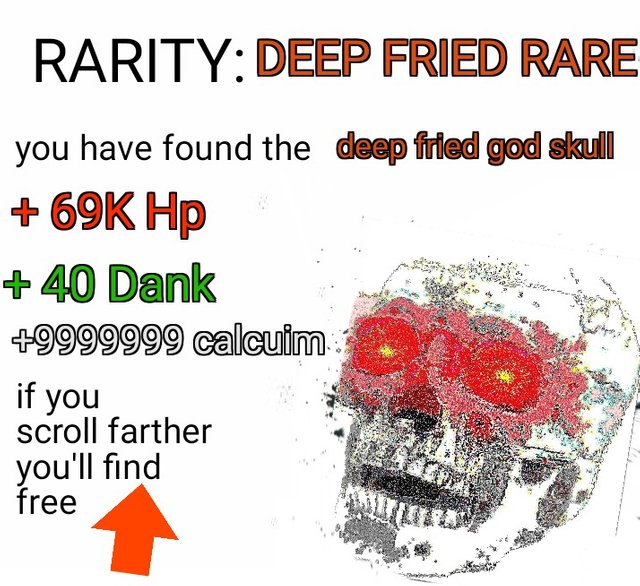 RARITY: DEEP FRIED RARE
you have found the deep fried god skull
+ 69K Hp
+ 40 Dank
+9999999 calcuim
if you
scroll farther
you'll find
free